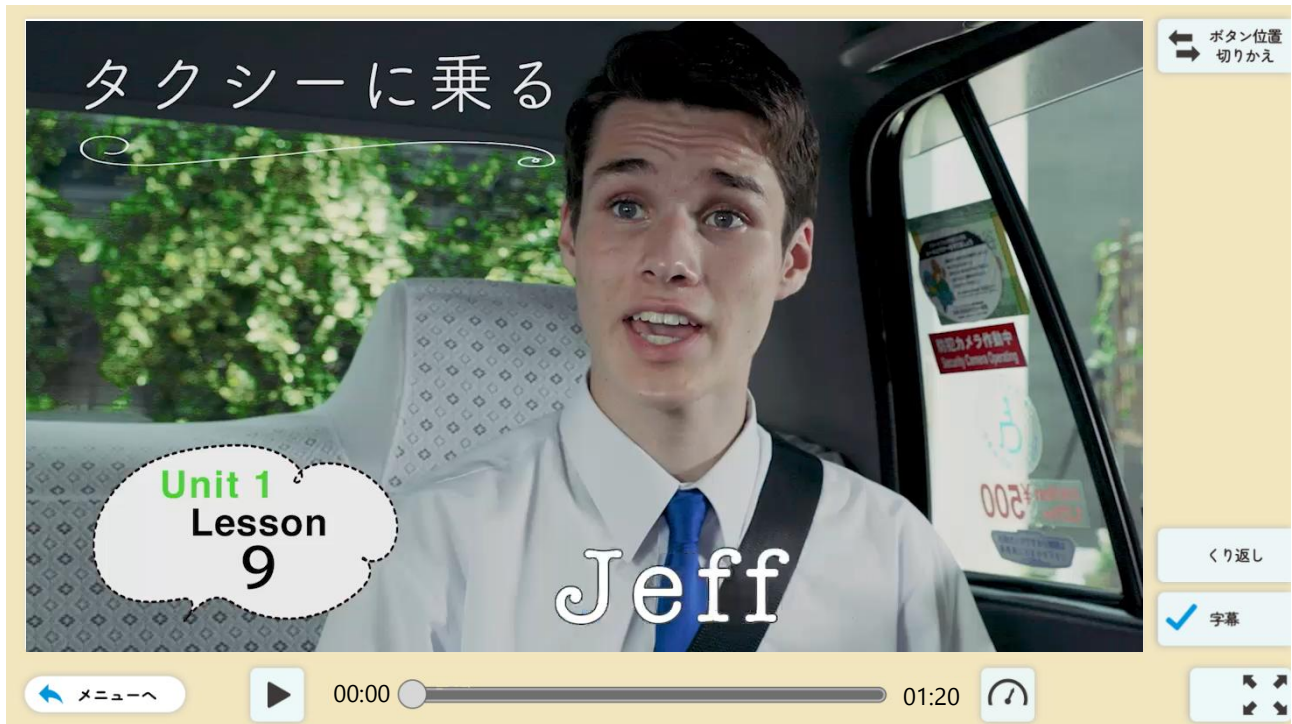 タクシーに乗る
ボタン位置
切りかえ
防犯カメラ作動中
Security Camera Operating
¥500
Unit 1
Lesson
9
Jeff
くり返し
字幕
メニューへ
00:00
01:20